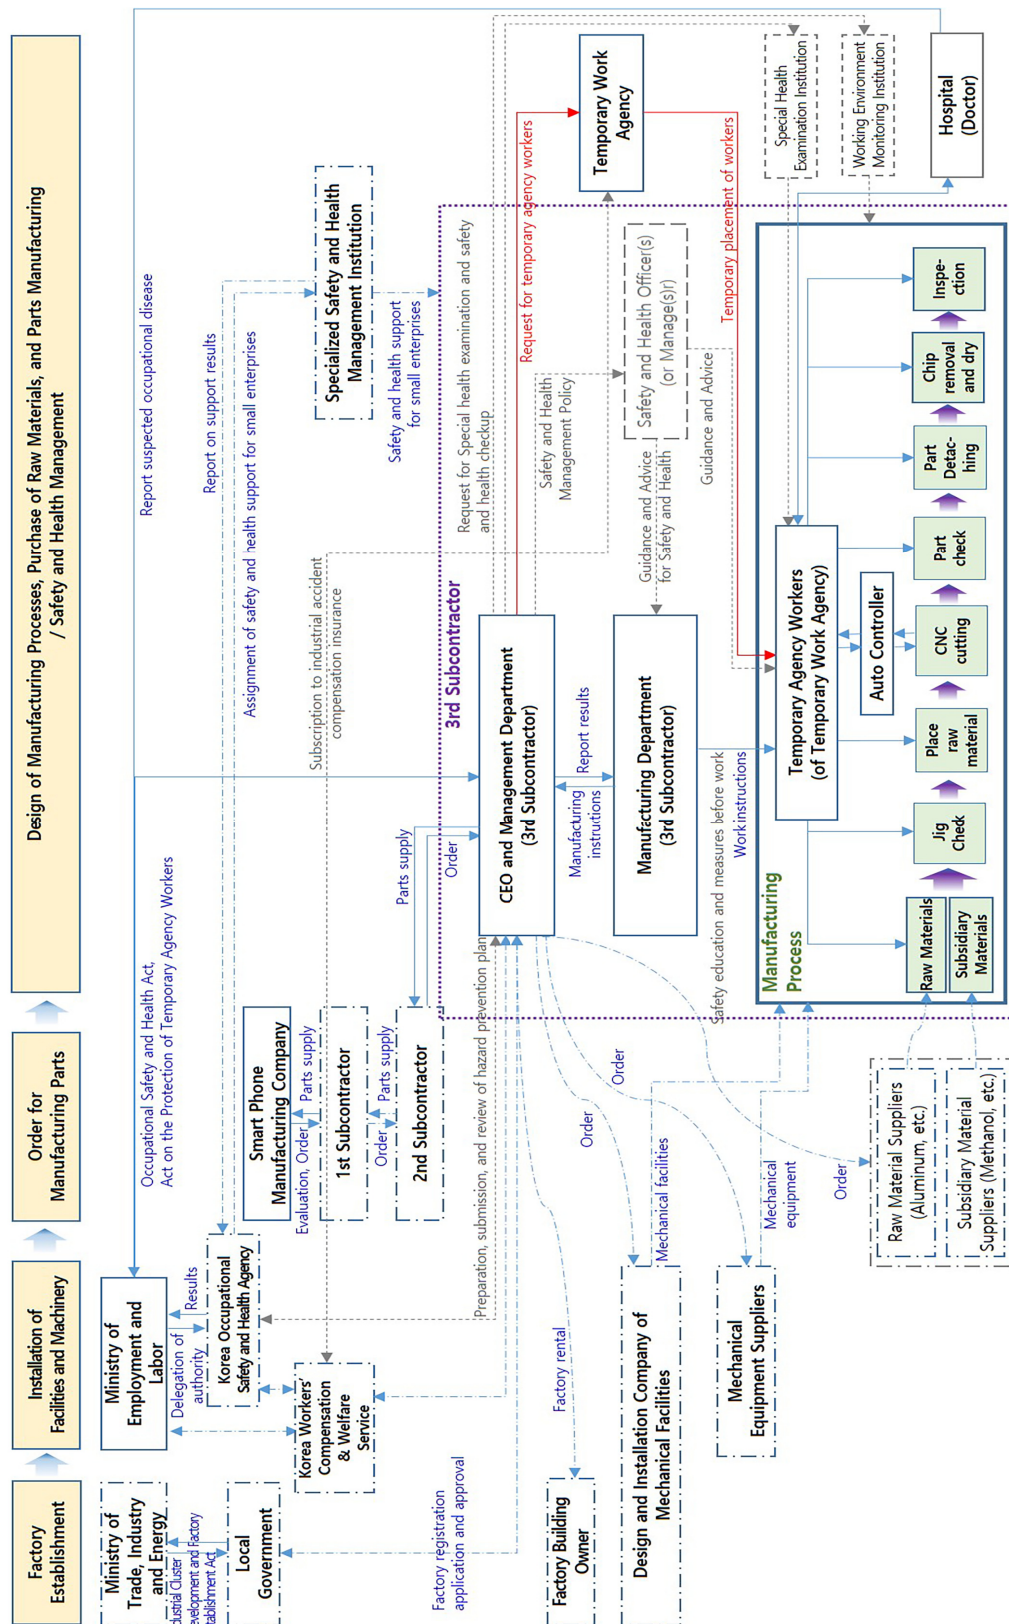 Factory
Establishment
Installation of
Facilities and Machinery
Order for
Manufacturing Parts
Design of Manufacturing Processes, Purchase of Raw Materials, and Parts Manufacturing
/ Safety and Health Management
Ministry of
Trade, Industry
and Energy
Cluster
and Factory
Act
Local
Government
Ministry of
Employment and
Labor
Delegation of
authority
Results
Korea Occupational
Safety and Health Agency
Korea Workers'
Compensation
& Welfare
Service
Occupational Safety and Health Act,
Act on the Protection of Temporary Agency Workers
Report suspected occupational disease
Report on support results
Assignment of safety and health support for small enterprises
Specialized Safety and Health
Management Institution
Safety and health support
for small enterprises
Subscription to industrial accident
compensation insurance
Smart Phone
Manufacturing Company
Evaluation, Order
Parts supply
1st Subcontractor
Order
Parts supply
2nd Subcontractor
Parts supply
Order
Factory registration
application and approval
Preparation, submission, and review of hazard prevention plan
Factory rental
Factory Building
Owner
Order
Design and Installation Company of
Mechanical Facilities
Mechanical facilities
Order
Mechanical
Equipment Suppliers
Mechanical
equipment
Order
Raw Material Suppliers
(Aluminum, etc.)
Subsidiary Material
Suppliers (Methanol, etc,)
3rd Subcontractor
CEO and Management Department
(3rd Subcontractor)
Request for Special health examination and safety
and health checkup
Request for temporary agency workers
Safety and Health
Management Policy
Manufacturing
instructions
Report results
Manufacturing Department
(3rd Subcontractor)
Guidance and Advice
for Safety and Health
Safety and Health Officer(s)
(or Manage(s)r)
Guidance and Advice
Temporary Work
Agency
Temporary placement of workers
Special Health
Examination Institution
Working Environment
Monitoring Institution
Hospital
(Doctor)
Safety education and measures before work
Work instructions
Manufacturing
Process
Temporary Agency Workers
(of Temporary Work Agency)
Auto Controller
Raw Materials
Subsidiary
Materials
Jig
Check
Place
raw
material
CNC
cutting
Part
check
Part
Detac-
hing
Chip
removal
and dry
Inspe-
ction